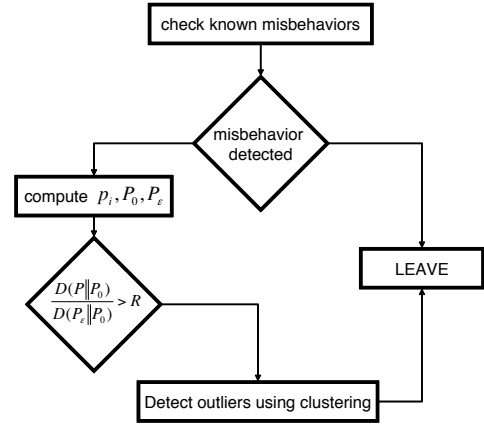 check known misbehaviors
misbehavior
detected
compute p_i, P_0, P_ε
LEAVE
D(P‖P_0)
D(P_ε‖P_0)
> R
Detect outliers using clustering